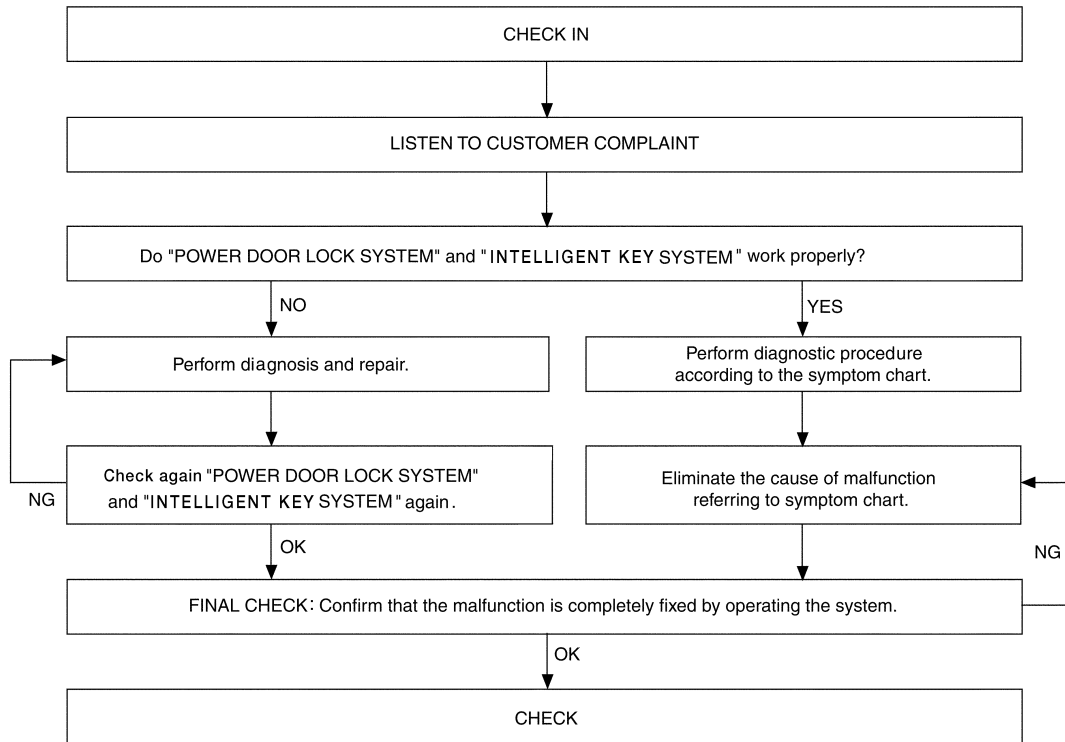 CHECK IN
LISTEN TO CUSTOMER COMPLAINT
Do "POWER DOOR LOCK SYSTEM" and "INTELLIGENT KEY SYSTEM" work properly?
NO
YES
Perform diagnosis and repair.
Perform diagnostic procedure
according to the symptom chart.
Check again "POWER DOOR LOCK SYSTEM"
and "INTELLIGENT KEY SYSTEM" again.
NG
Eliminate the cause of malfunction
referring to symptom chart.
OK
NG
FINAL CHECK: Confirm that the malfunction is completely fixed by operating the system.
OK
CHECK